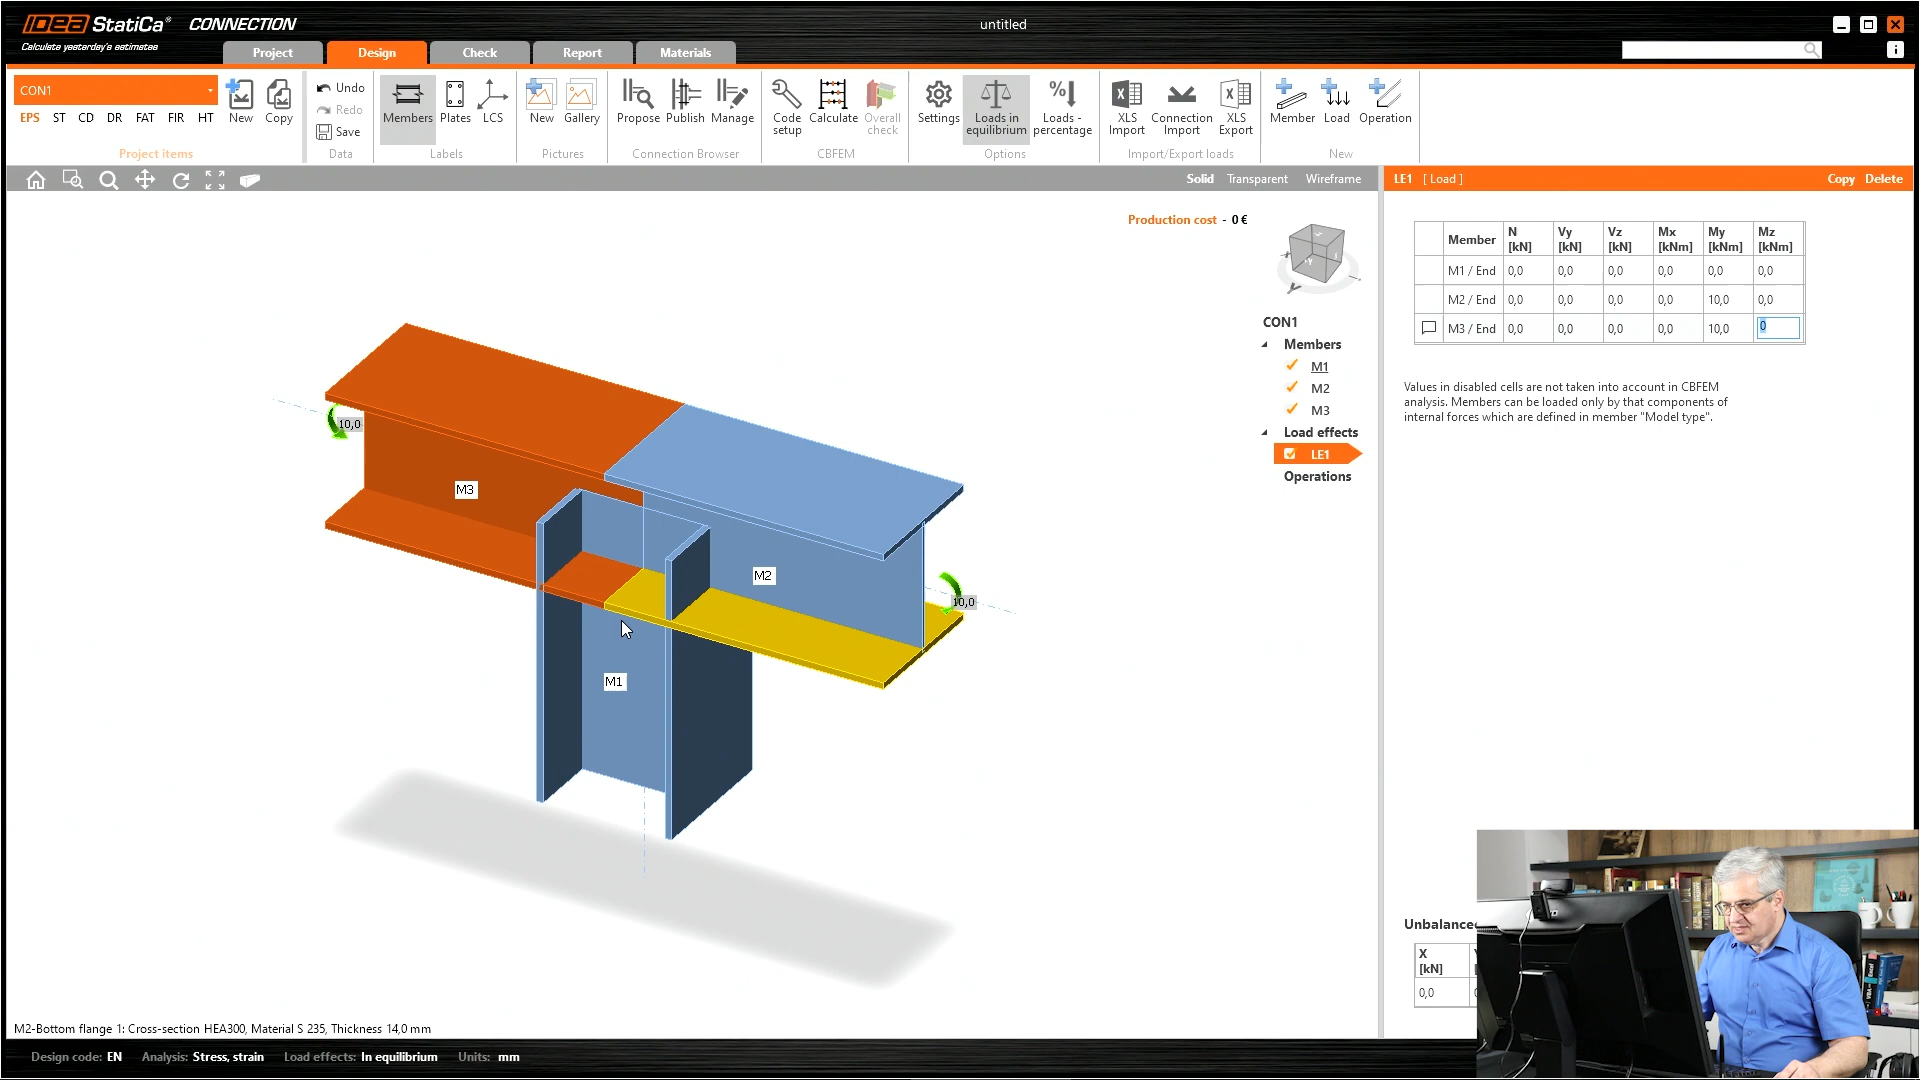 IDEA StatiCa® CONNECTION
Calculate yesterday's estimates
untitled
Project Design Check Report Materials
CON1
EPS ST CD DR FAT FIR HT
New Copy
Project items
Undo
Redo
Save
Data
Members Plates LCS
Labels
New Gallery
Pictures
Propose Publish Manage
Connection Browser
Code setup Calculate Overall check
CBFEM
Settings Loads in equilibrium Loads - percentage
Options
XLS Import Connection Import XLS Export
Import/Export loads
Member Load Operation
New
Solid Transparent Wireframe
LE1 [ Load ] Copy Delete
Production cost - 0 €
Member N [kN] Vy [kN] Vz [kN] Mx [kNm] My [kNm] Mz [kNm]
M1 / End 0,0 0,0 0,0 0,0 0,0 0,0
M2 / End 0,0 0,0 0,0 0,0 10,0 0,0
M3 / End 0,0 0,0 0,0 0,0 10,0 0
Values in disabled cells are not taken into account in CBFEM
analysis. Members can be loaded only by that components of
internal forces which are defined in member "Model type".
CON1
Members
M1
M2
M3
Load effects
LE1
Operations
10,0
M3
M2
10,0
M1
Unbalanced
X
[kN]
0,0
M2-Bottom flange 1: Cross-section HEA300, Material S 235, Thickness 14,0 mm
Design code: EN Analysis: Stress, strain Load effects: In equilibrium Units: mm